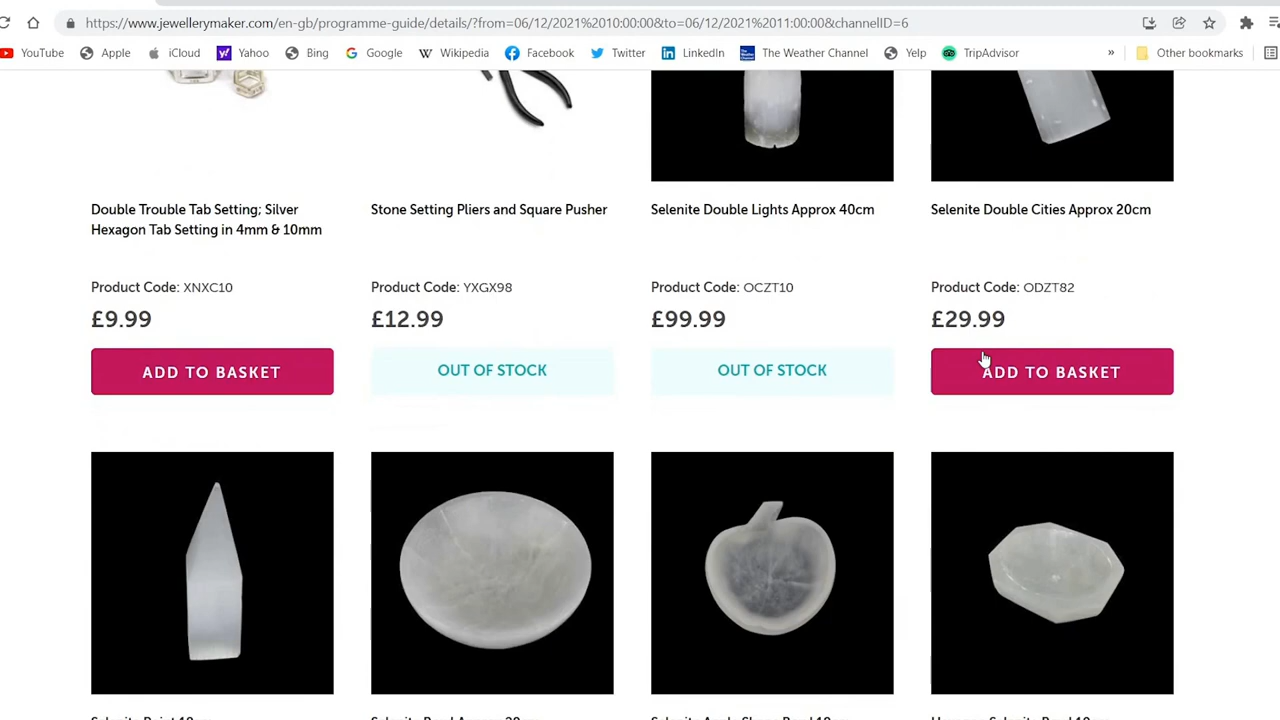 https://www.jewellerymaker.com/en-gb/programme-guide/details/?from=06/12/2021%2010:00:00&to=06/12/2021%2011:00:00&channelID=6
YouTube Apple iCloud Yahoo Bing Google Wikipedia Facebook Twitter LinkedIn The Weather Channel Yelp TripAdvisor » Other bookmarks
Double Trouble Tab Setting; Silver
Hexagon Tab Setting in 4mm & 10mm
Product Code: XNXC10
£9.99
ADD TO BASKET
Stone Setting Pliers and Square Pusher
Product Code: YXGX98
£12.99
OUT OF STOCK
Selenite Double Lights Approx 40cm
Product Code: OCZT10
£99.99
OUT OF STOCK
Selenite Double Cities Approx 20cm
Product Code: ODZT82
£29.99
ADD TO BASKET